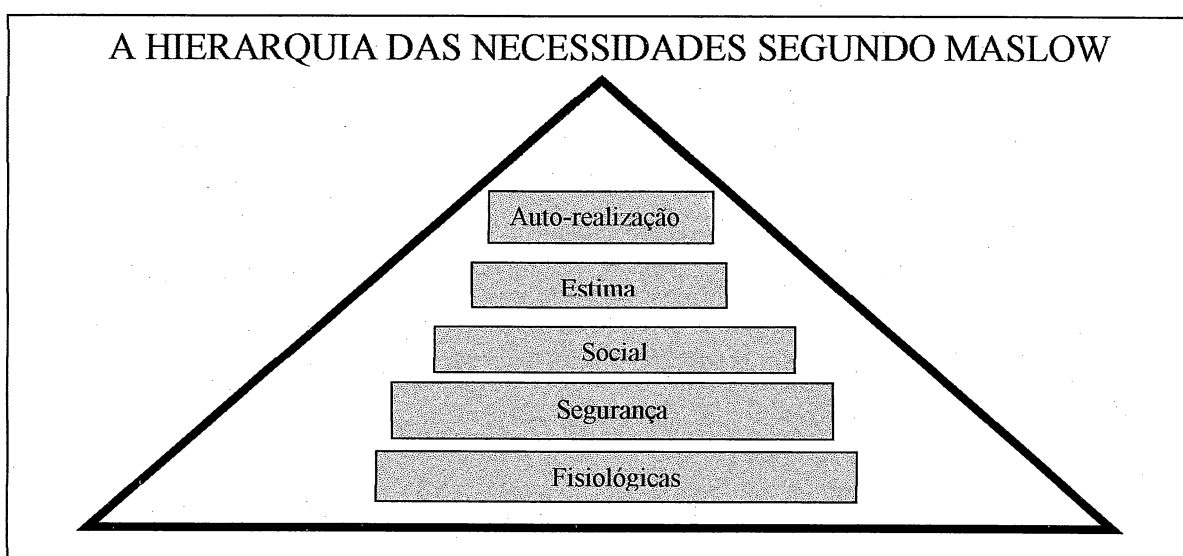 A HIERARQUIA DAS NECESSIDADES SEGUNDO MASLOW
Auto-realização
Estima
Social
Segurança
Fisiológicas